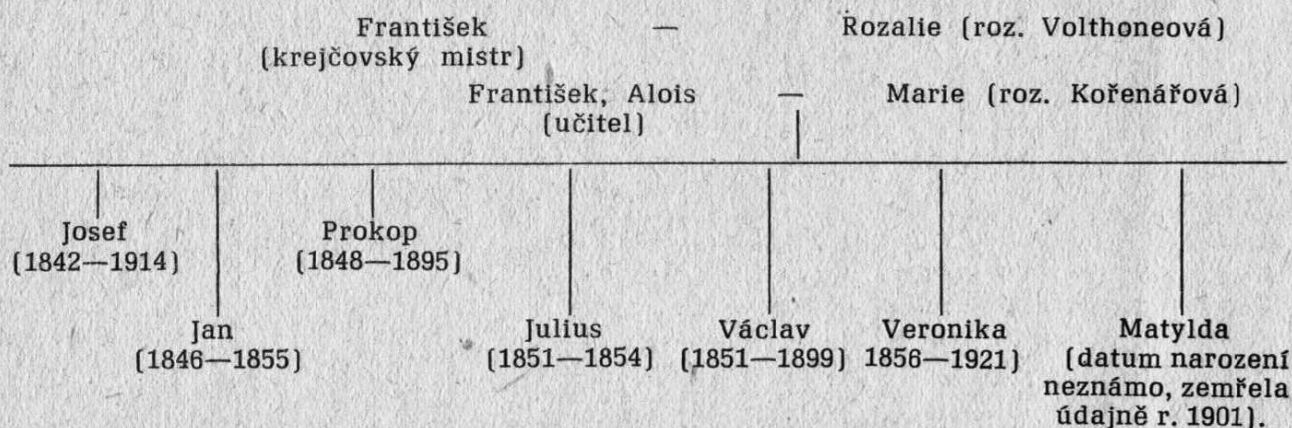 František — Rozalie (roz. Volthoneová)
(krejčovský mistr)
František, Alois — Marie (roz. Kořenářová)
(učitel)
Josef
(1842—1914)
Prokop
(1848—1895)
Jan
(1846—1855)
Julius
(1851—1854)
Václav
(1851—1899)
Veronika
1856—1921)
Matylda
(datum narození
neznámo, zemřela
údajně r. 1901).